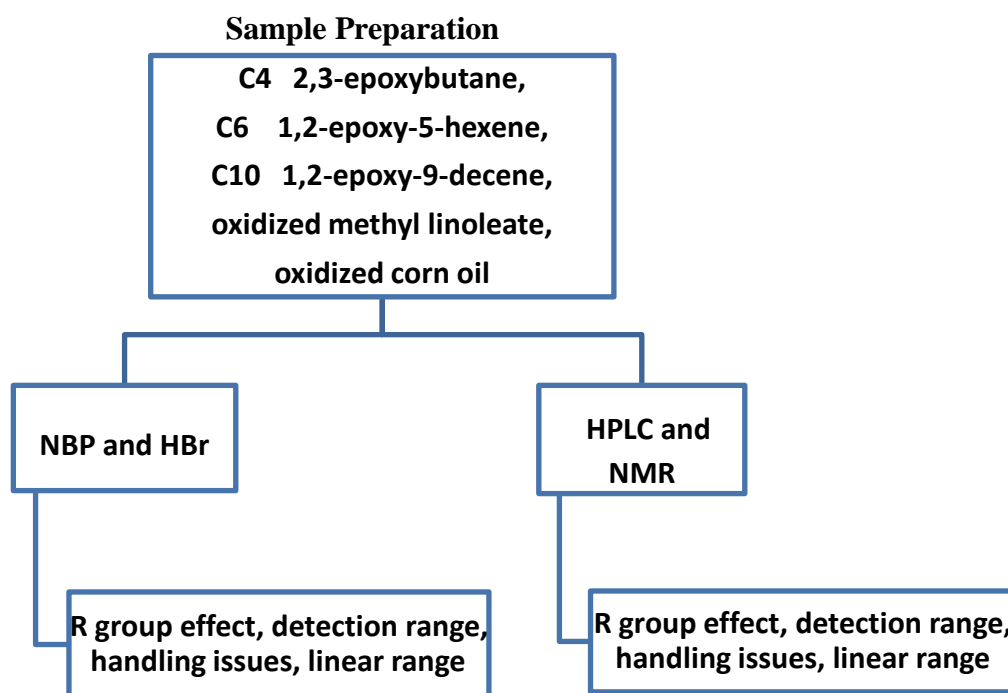 Sample Preparation
C4 2,3-epoxybutane,
C6 1,2-epoxy-5-hexene,
C10 1,2-epoxy-9-decene,
oxidized methyl linoleate,
oxidized corn oil
NBP and HBr
HPLC and
NMR
R group effect, detection range,
handling issues, linear range
R group effect, detection range,
handling issues, linear range